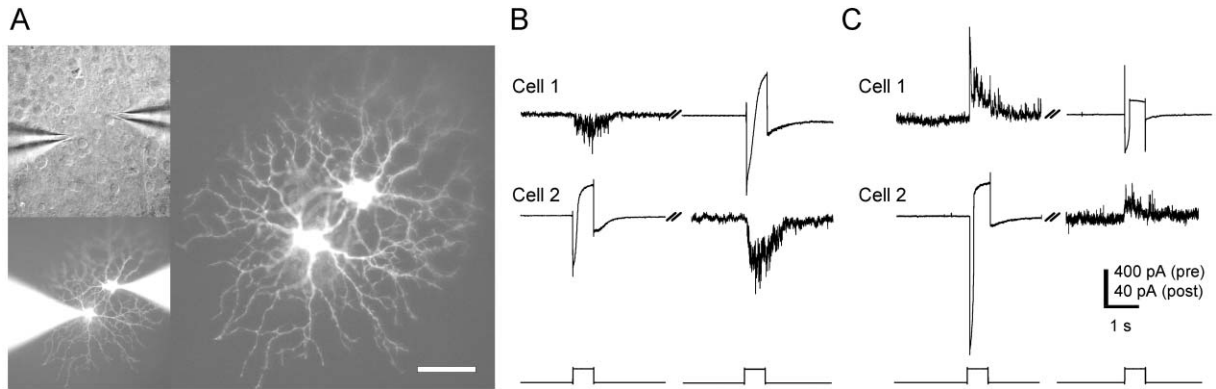 A
B
C
Cell 1
Cell 1
Cell 2
Cell 2
400 pA (pre)
40 pA (post)
1 s